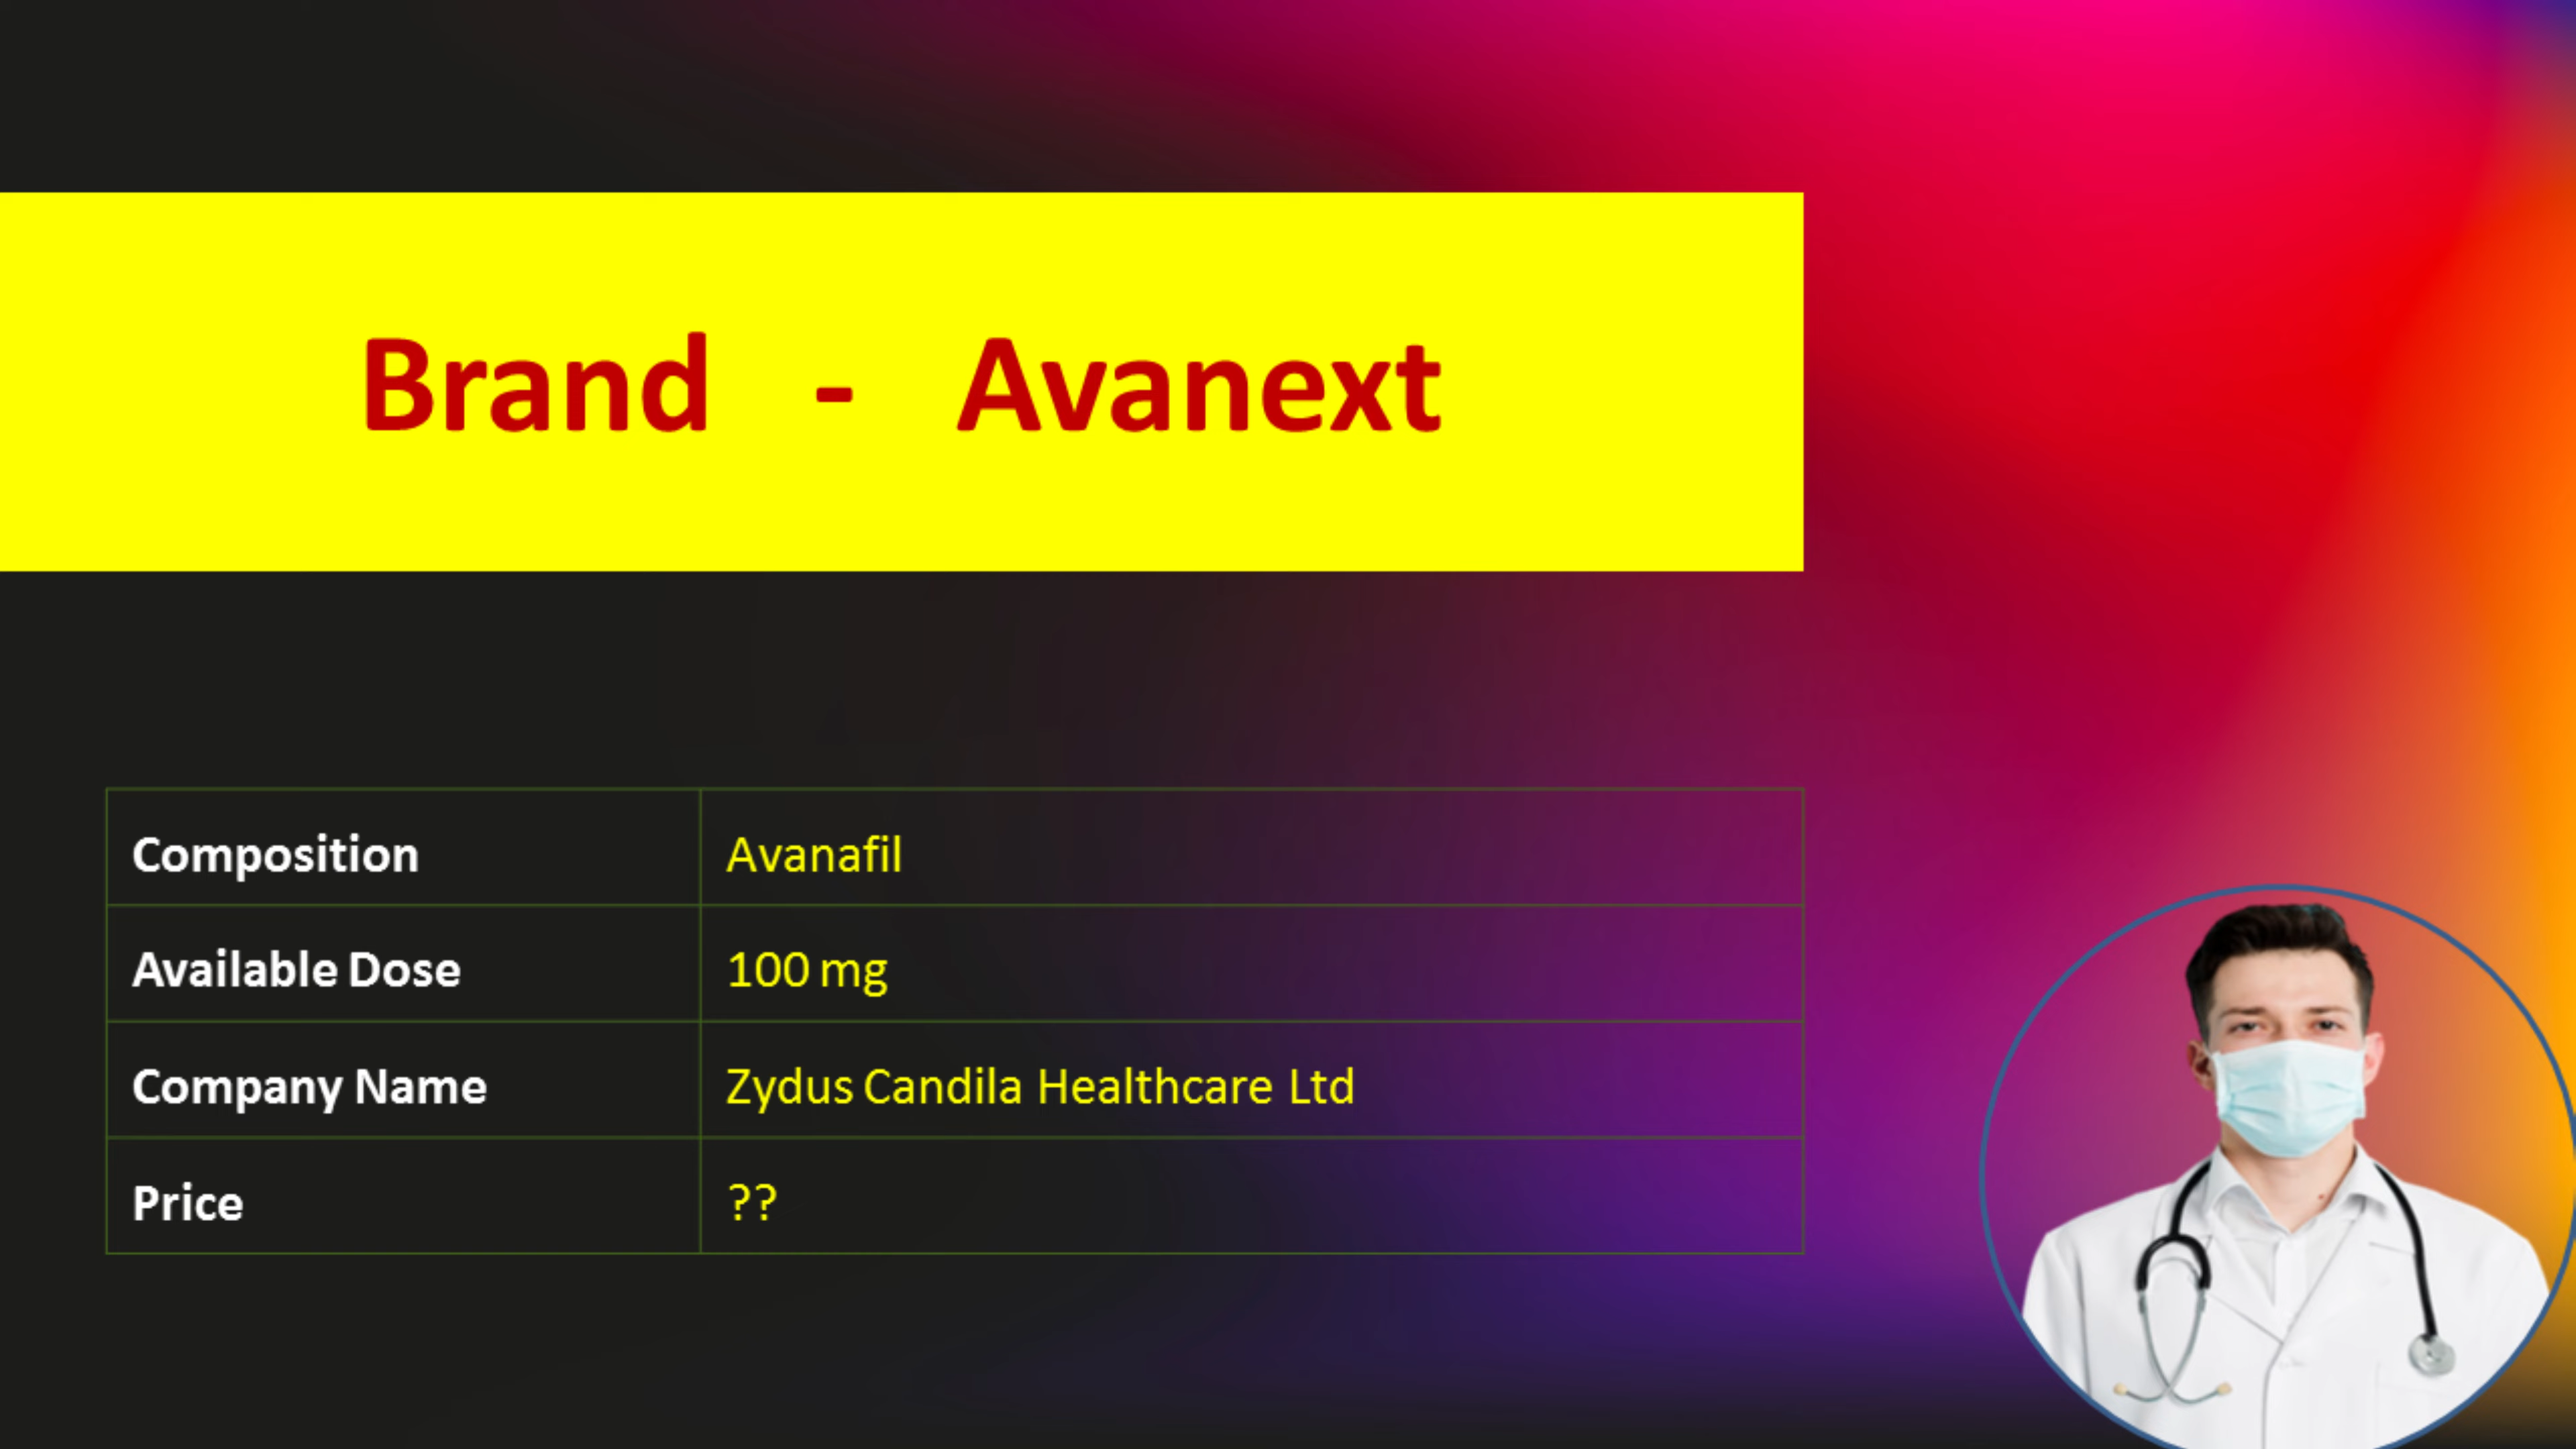 Brand - Avanext
Composition Avanafil
Available Dose 100 mg
Company Name Zydus Candila Healthcare Ltd
Price ??